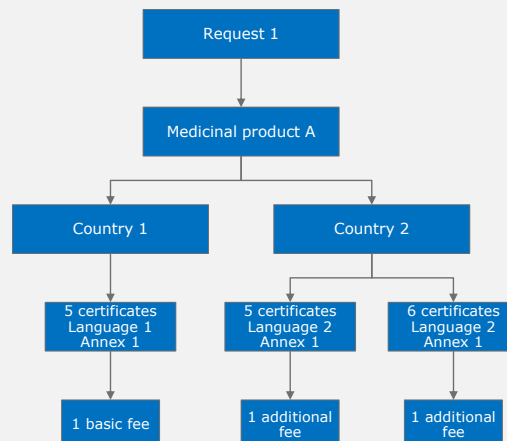 Request 1
Medicinal product A
Country 1
Country 2
5 certificates
Language 1
Annex 1
5 certificates
Language 2
Annex 1
6 certificates
Language 2
Annex 1
1 basic fee
1 additional
fee
1 additional
fee